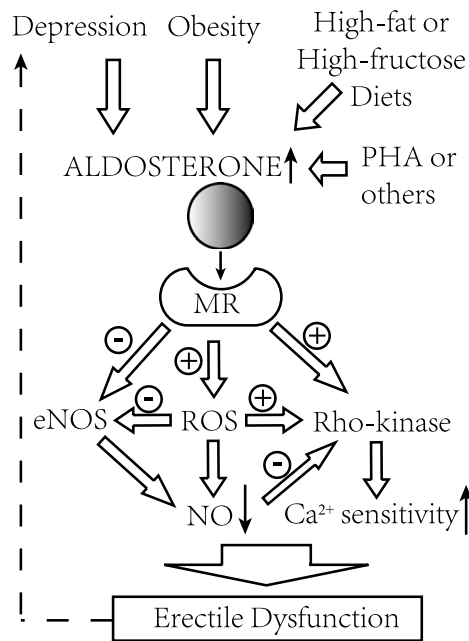 Depression
Obesity
High-fat or
High-fructose
Diets
ALDOSTERONE
PHA or
others
MR
-
+
+
eNOS
-
ROS
+
Rho-kinase
-
NO
Ca²⁺ sensitivity
Erectile Dysfunction